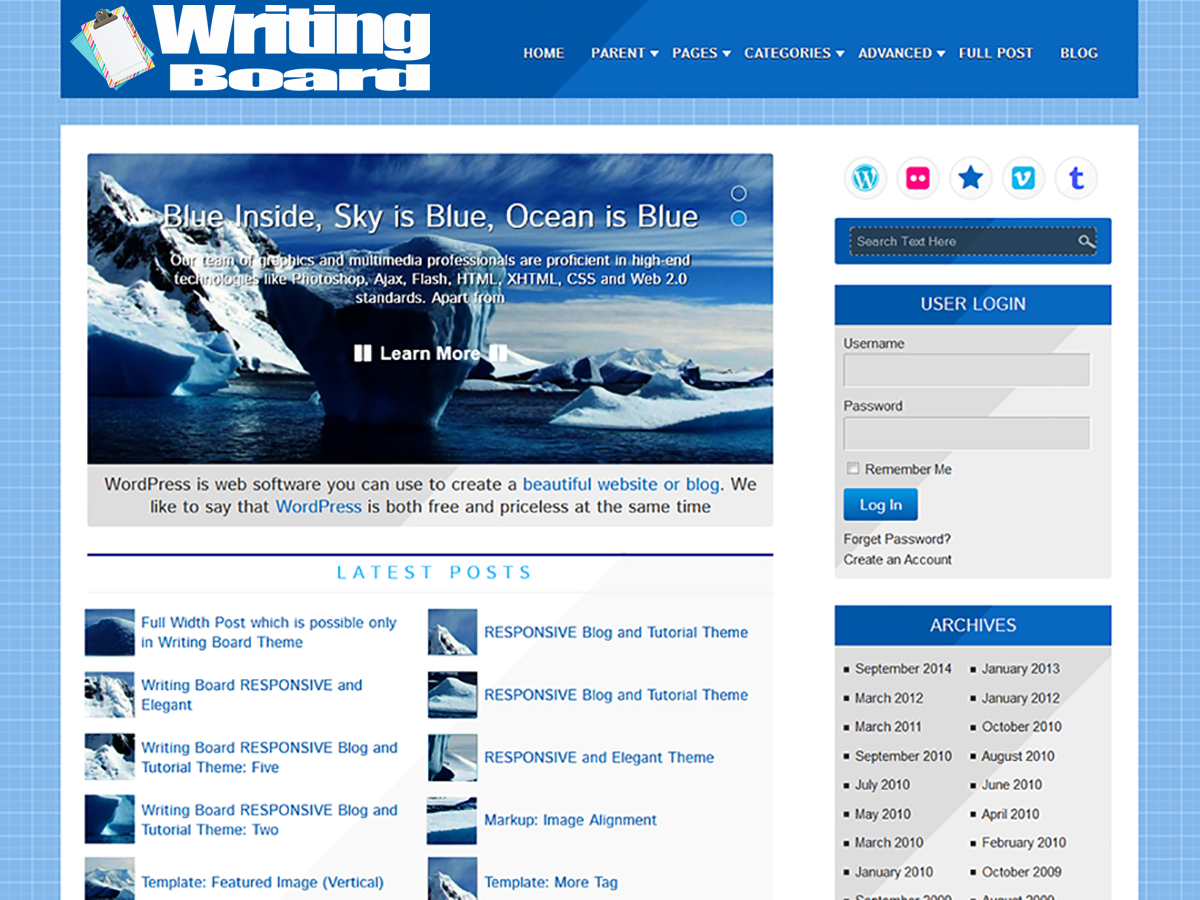 Writing
Board
HOME PARENT PAGES CATEGORIES ADVANCED FULL POST BLOG
Blue Inside, Sky is Blue, Ocean is Blue
Our team of graphics and multimedia professionals are proficient in high-end
technologies like Photoshop, Ajax, Flash, HTML, XHTML, CSS and Web 2.0
standards. Apart from
Learn More
WordPress is web software you can use to create a beautiful website or blog. We
like to say that WordPress is both free and priceless at the same time
LATEST POSTS
Full Width Post which is possible only
in Writing Board Theme
RESPONSIVE Blog and Tutorial Theme
Writing Board RESPONSIVE and
Elegant
RESPONSIVE Blog and Tutorial Theme
Writing Board RESPONSIVE Blog and
Tutorial Theme: Five
RESPONSIVE and Elegant Theme
Writing Board RESPONSIVE Blog and
Tutorial Theme: Two
Markup: Image Alignment
Template: Featured Image (Vertical)
Template: More Tag
Search Text Here
USER LOGIN
Username
Password
Remember Me
Log In
Forget Password?
Create an Account
ARCHIVES
September 2014 January 2013
March 2012 January 2012
March 2011 October 2010
September 2010 August 2010
July 2010 June 2010
May 2010 April 2010
March 2010 February 2010
January 2010 October 2009
September 2009 August 2009